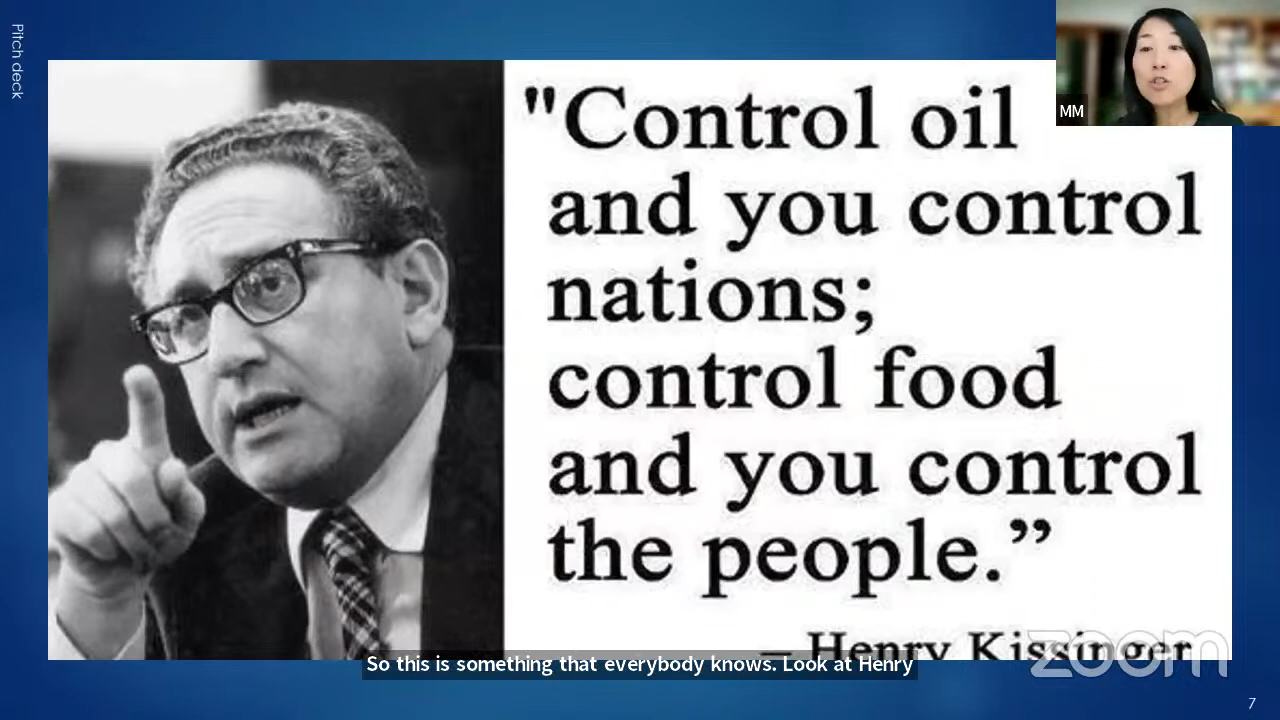 Pitch deck
"Control oil
and you control
nations;
control food
and you control
the people.”
– Henry Kissinger
MM
So this is something that everybody knows. Look at Henry
zoom
7